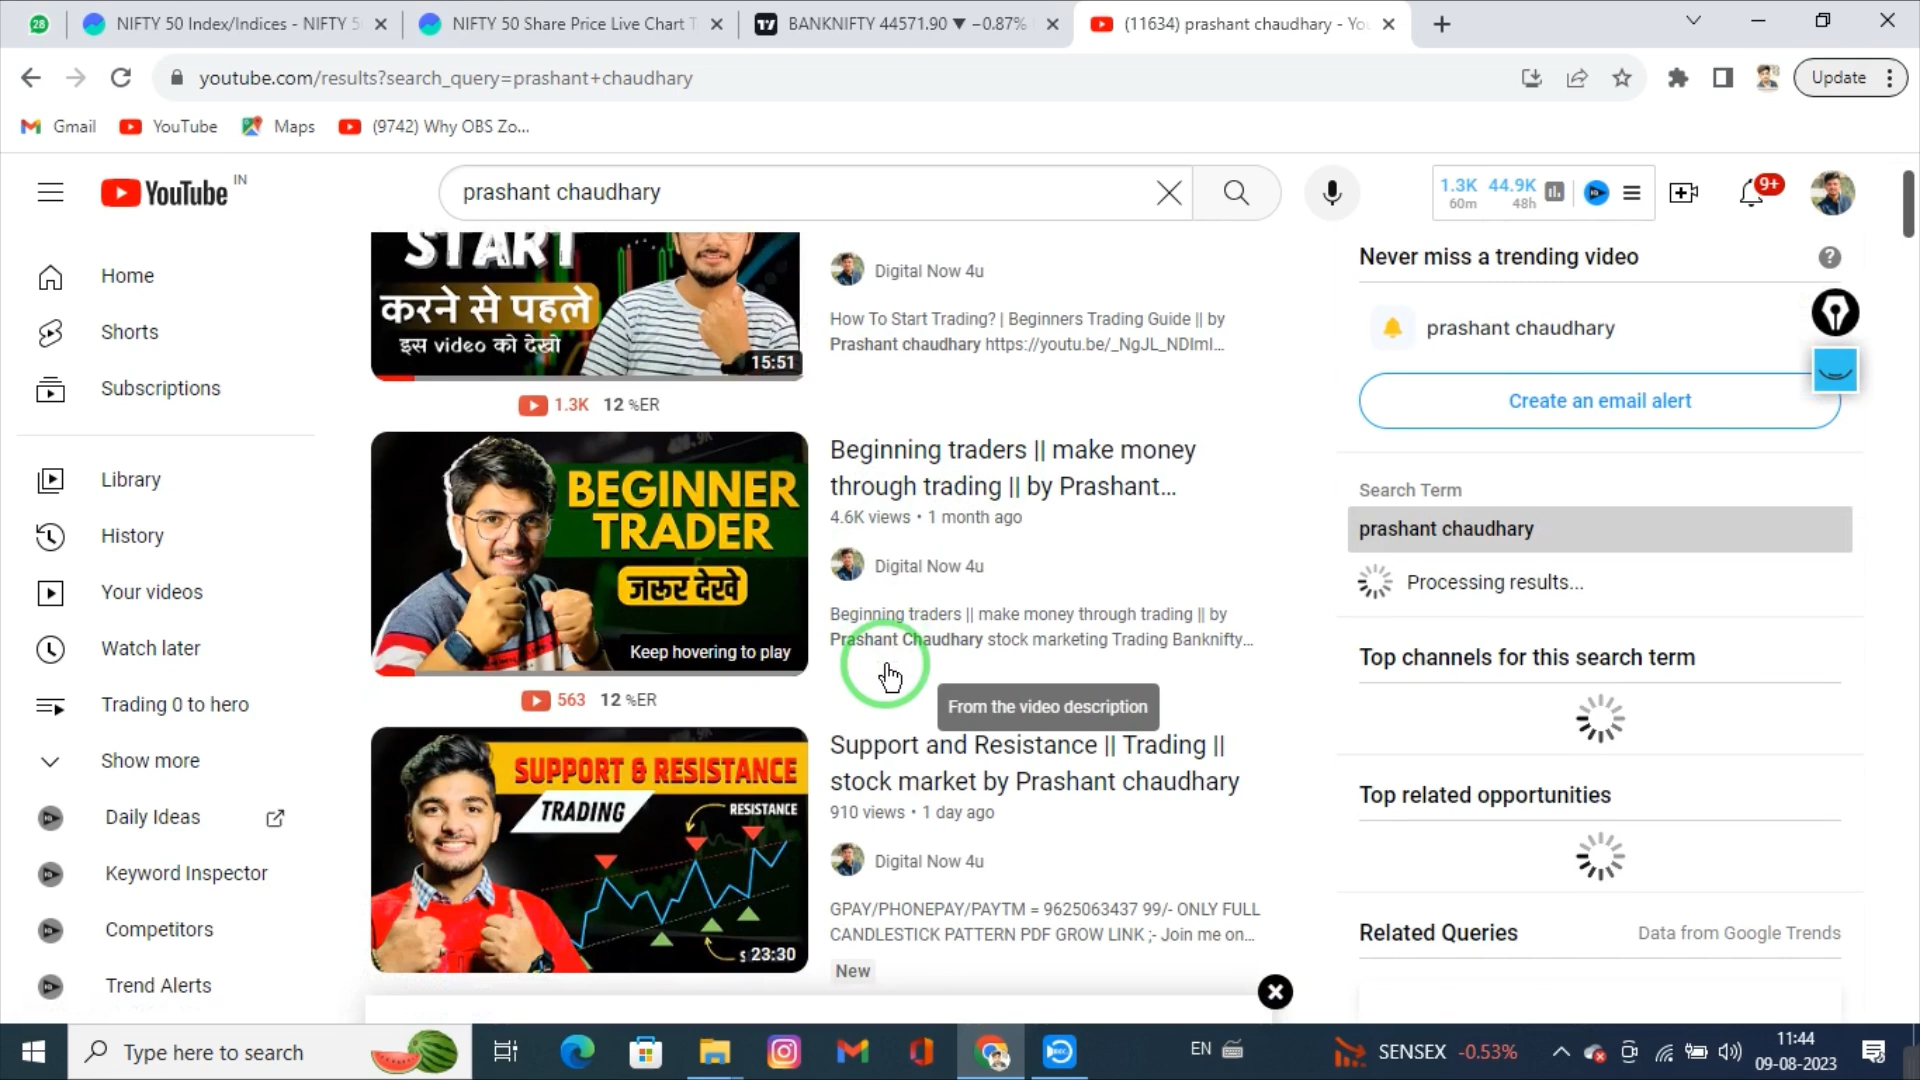 28
NIFTY 50 Index/Indices - NIFTY 5
NIFTY 50 Share Price Live Chart T
BANKNIFTY 44571.90 ▼ −0.87%
(11634) prashant chaudhary - You
youtube.com/results?search_query=prashant+chaudhary
Update
Gmail
YouTube
Maps
(9742) Why OBS Zo...
YouTube IN
prashant chaudhary
1.3K 44.9K
60m 48h
9+
Home
Shorts
Subscriptions
Library
History
Your videos
Watch later
Trading 0 to hero
Show more
Daily Ideas
Keyword Inspector
Competitors
Trend Alerts
START
करने से पहले
इस video को देखो
15:51
1.3K 12 %ER
Digital Now 4u
How To Start Trading? | Beginners Trading Guide || by
Prashant chaudhary https://youtu.be/_NgJL_NDImI...
BEGINNER
TRADER
जरूर देखे
Keep hovering to play
563 12 %ER
Beginning traders || make money
through trading || by Prashant...
4.6K views • 1 month ago
Digital Now 4u
Beginning traders || make money through trading || by
Prashant Chaudhary stock marketing Trading Banknifty...
From the video description
SUPPORT & RESISTANCE
TRADING
RESISTANCE
S
23:30
Support and Resistance || Trading ||
stock market by Prashant chaudhary
910 views • 1 day ago
Digital Now 4u
GPAY/PHONEPAY/PAYTM = 9625063437 99/- ONLY FULL
CANDLESTICK PATTERN PDF GROW LINK ;- Join me on...
New
Never miss a trending video
prashant chaudhary
Create an email alert
Search Term
prashant chaudhary
Processing results...
Top channels for this search term
Top related opportunities
Related Queries
Data from Google Trends
Type here to search
EN
SENSEX -0.53%
11:44
09-08-2023